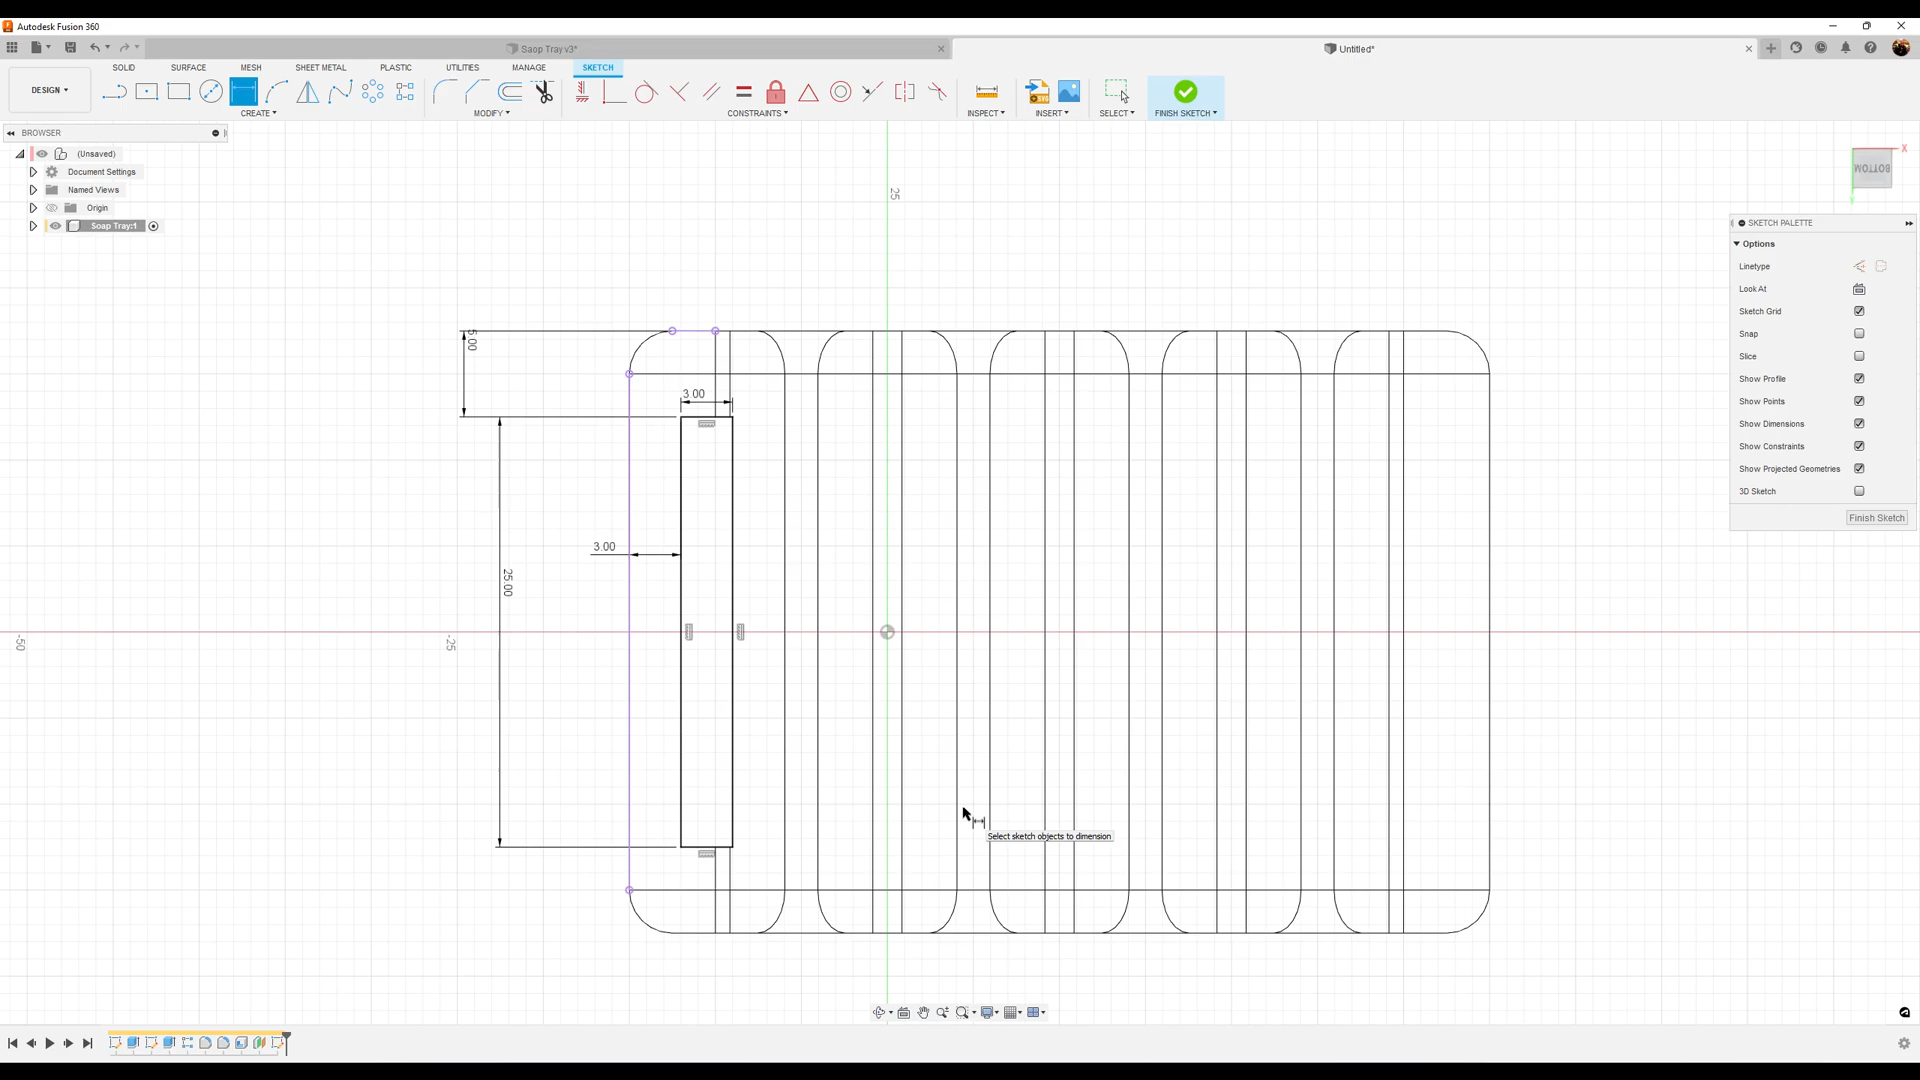 Autodesk Fusion 360
Saop Tray v3*
Untitled*
DESIGN
SOLID
SURFACE
MESH
SHEET METAL
PLASTIC
UTILITIES
MANAGE
SKETCH
CREATE
MODIFY
CONSTRAINTS
INSPECT
INSERT
SELECT
FINISH SKETCH
BROWSER
(Unsaved)
Document Settings
Named Views
Origin
Soap Tray:1
X
BOTTOM
SKETCH PALETTE
Options
Linetype
Look At
Sketch Grid
Snap
Slice
Show Profile
Show Points
Show Dimensions
Show Constraints
Show Projected Geometries
3D Sketch
Finish Sketch
25
5.00
3.00
3.00
25.00
-50
-25
Select sketch objects to dimension